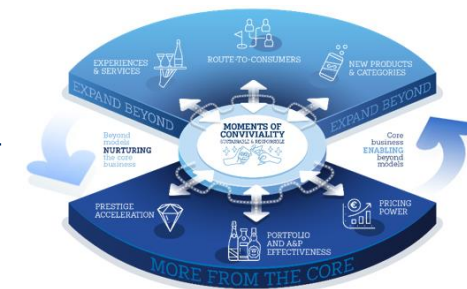 EXPERIENCES
& SERVICES
ROUTE-TO-CONSUMERS
NEW PRODUCTS
& CATEGORIES
EXPAND BEYOND
EXPAND BEYOND
Beyond
models
NURTURING
the core
business
MOMENTS OF
CONVIVIALITY
SUSTAINABLE & RESPONSIBLE
Core
business
ENABLING
beyond
models
PRESTIGE
ACCELERATION
PORTFOLIO
AND A&P
EFFECTIVENESS
PRICING
POWER
MORE FROM THE CORE